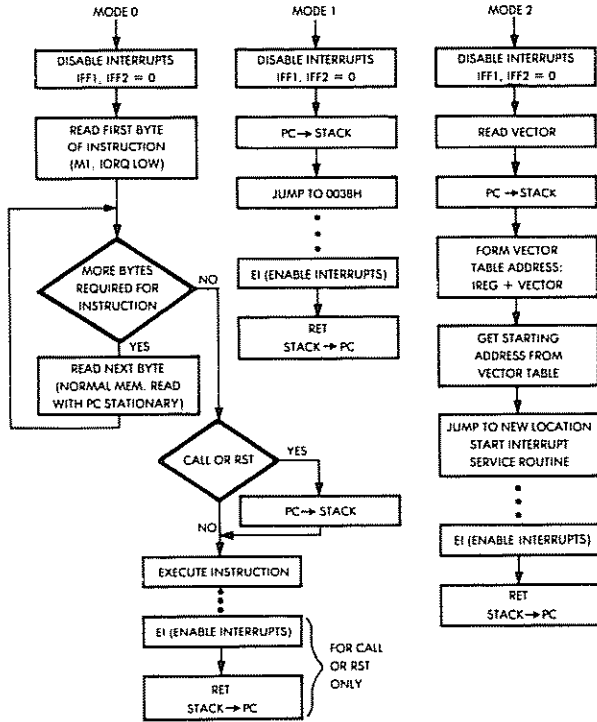 MODE 0
DISABLE INTERRUPTS
IFF1, IFF2 = 0
READ FIRST BYTE
OF INSTRUCTION
(M1, IORQ LOW)
MORE BYTES
REQUIRED FOR
INSTRUCTION
NO
YES
READ NEXT BYTE
(NORMAL MEM. READ
WITH PC STATIONARY)
CALL OR RST
YES
PC→STACK
NO
EXECUTE INSTRUCTION
EI (ENABLE INTERRUPTS)
RET
STACK→PC
FOR CALL
OR RST
ONLY
MODE 1
DISABLE INTERRUPTS
IFF1, IFF2 = 0
PC→STACK
JUMP TO 0038H
EI (ENABLE INTERRUPTS)
RET
STACK→PC
MODE 2
DISABLE INTERRUPTS
IFF1, IFF2 = 0
READ VECTOR
PC→STACK
FORM VECTOR
TABLE ADDRESS:
IREG + VECTOR
GET STARTING
ADDRESS FROM
VECTOR TABLE
JUMP TO NEW LOCATION
START INTERRUPT
SERVICE ROUTINE
EI (ENABLE INTERRUPTS)
RET
STACK→PC